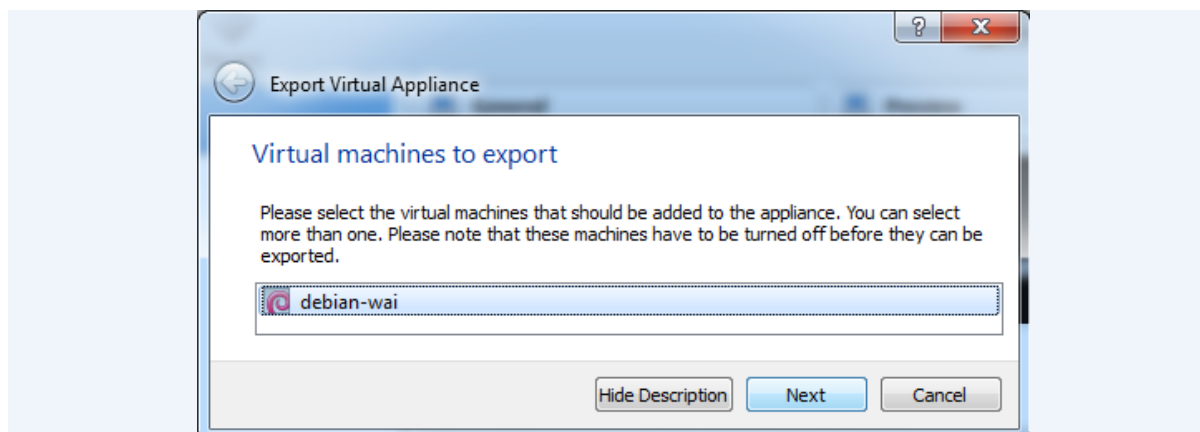 Export Virtual Appliance
Virtual machines to export
Please select the virtual machines that should be added to the appliance. You can select
more than one. Please note that these machines have to be turned off before they can be
exported.
debian-wai
Hide Description Next Cancel